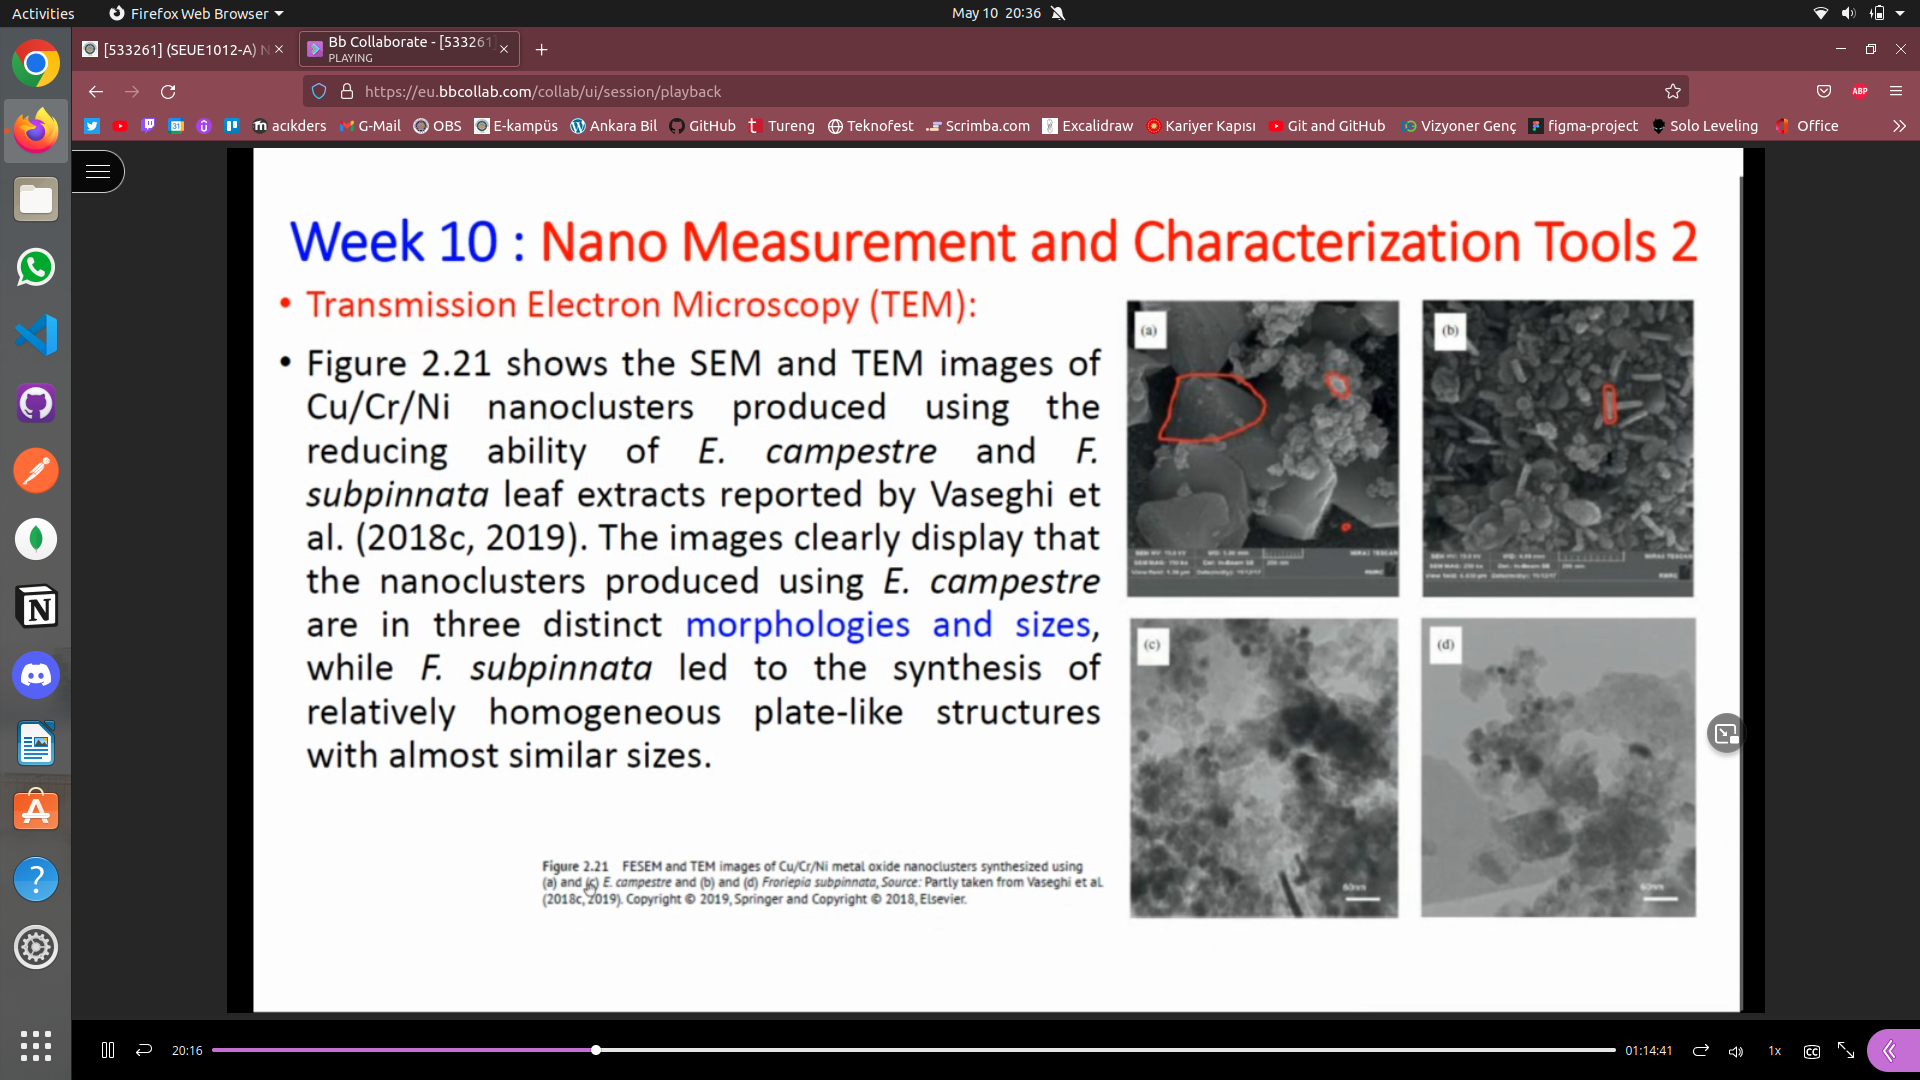 Activities
Firefox Web Browser
May 10 20:36
[533261] (SEUE1012-A) N
Bb Collaborate - [533261]
PLAYING
https://eu.bbcollab.com/collab/ui/session/playback
ABP
31
acıkders
G-Mail
OBS
E-kampüs
Ankara Bil
GitHub
Tureng
Teknofest
Scrimba.com
Excalidraw
Kariyer Kapısı
Git and GitHub
Vizyoner Genç
figma-project
Solo Leveling
Office
Week 10 : Nano Measurement and Characterization Tools 2
• Transmission Electron Microscopy (TEM):
• Figure 2.21 shows the SEM and TEM images of
Cu/Cr/Ni nanoclusters produced using the
reducing ability of E. campestre and F.
subpinnata leaf extracts reported by Vaseghi et
al. (2018c, 2019). The images clearly display that
the nanoclusters produced using E. campestre
are in three distinct morphologies and sizes,
while F. subpinnata led to the synthesis of
relatively homogeneous plate-like structures
with almost similar sizes.
(a)
(b)
(c)
(d)
60nm
60nm
Figure 2.21 FESEM and TEM images of Cu/Cr/Ni metal oxide nanoclusters synthesized using
(a) and (c) E. campestre and (b) and (d) Froriepia subpinnata, Source: Partly taken from Vaseghi et al.
(2018c, 2019). Copyright © 2019, Springer and Copyright © 2018, Elsevier.
20:16
01:14:41
1x
CC